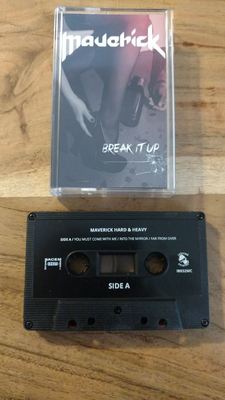 maverick
BREAK IT UP
MAVERICK HARD & HEAVY
SIDE A / YOU MUST COME WITH ME / INTO THE MIRROR / FAR FROM OVER
SACEM
SIDE A